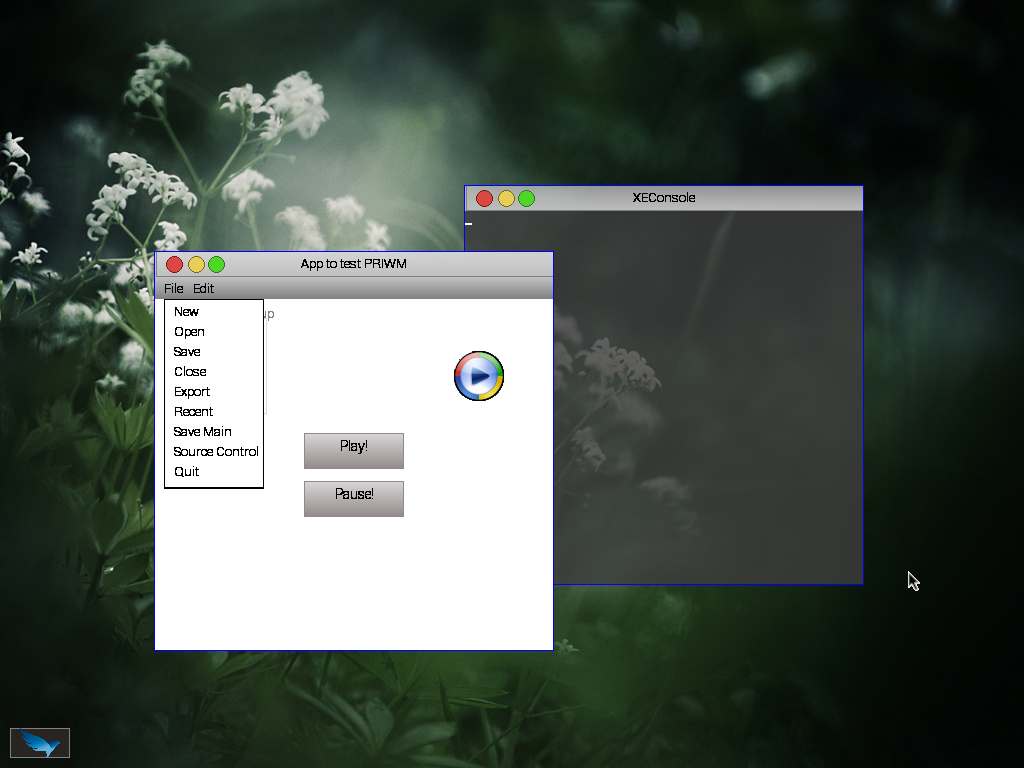 XEConsole
App to test PRIWM
File Edit
New
Open
Save
Close
Export
Recent
Save Main
Source Control
Quit
Play!
Pause!